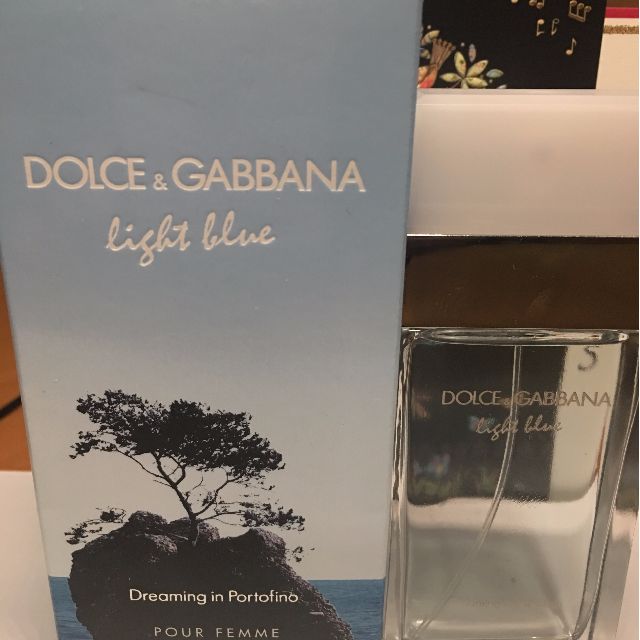 DOLCE & GABBANA
light blue
Dreaming in Portofino
POUR FEMME
DOLCE & GABBANA
light blue